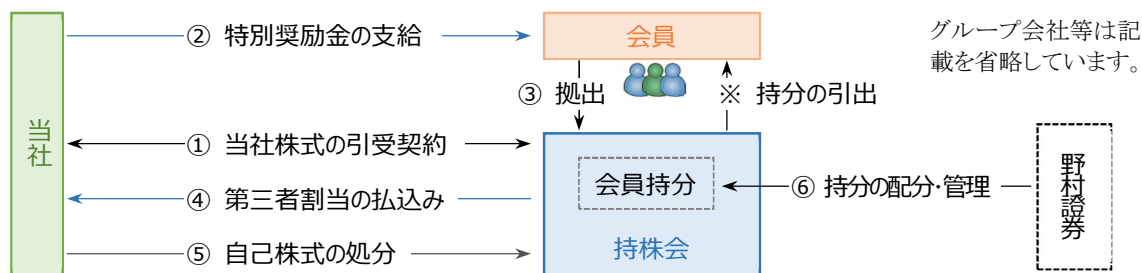 ② 特別奨励金の支給
会員
グループ会社等は記
載を省略しています。
③ 拠出
※ 持分の引出
当社
① 当社株式の引受契約
会員持分
⑥ 持分の配分・管理
野村證券
④ 第三者割当の払込み
⑤ 自己株式の処分
持株会